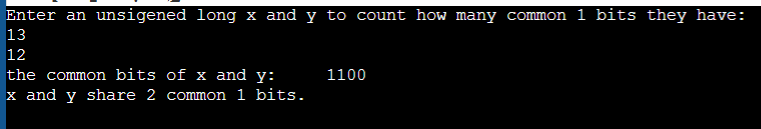 Enter an unsigened long x and y to count how many common 1 bits they have:
13
12
the common bits of x and y:     1100
x and y share 2 common 1 bits.